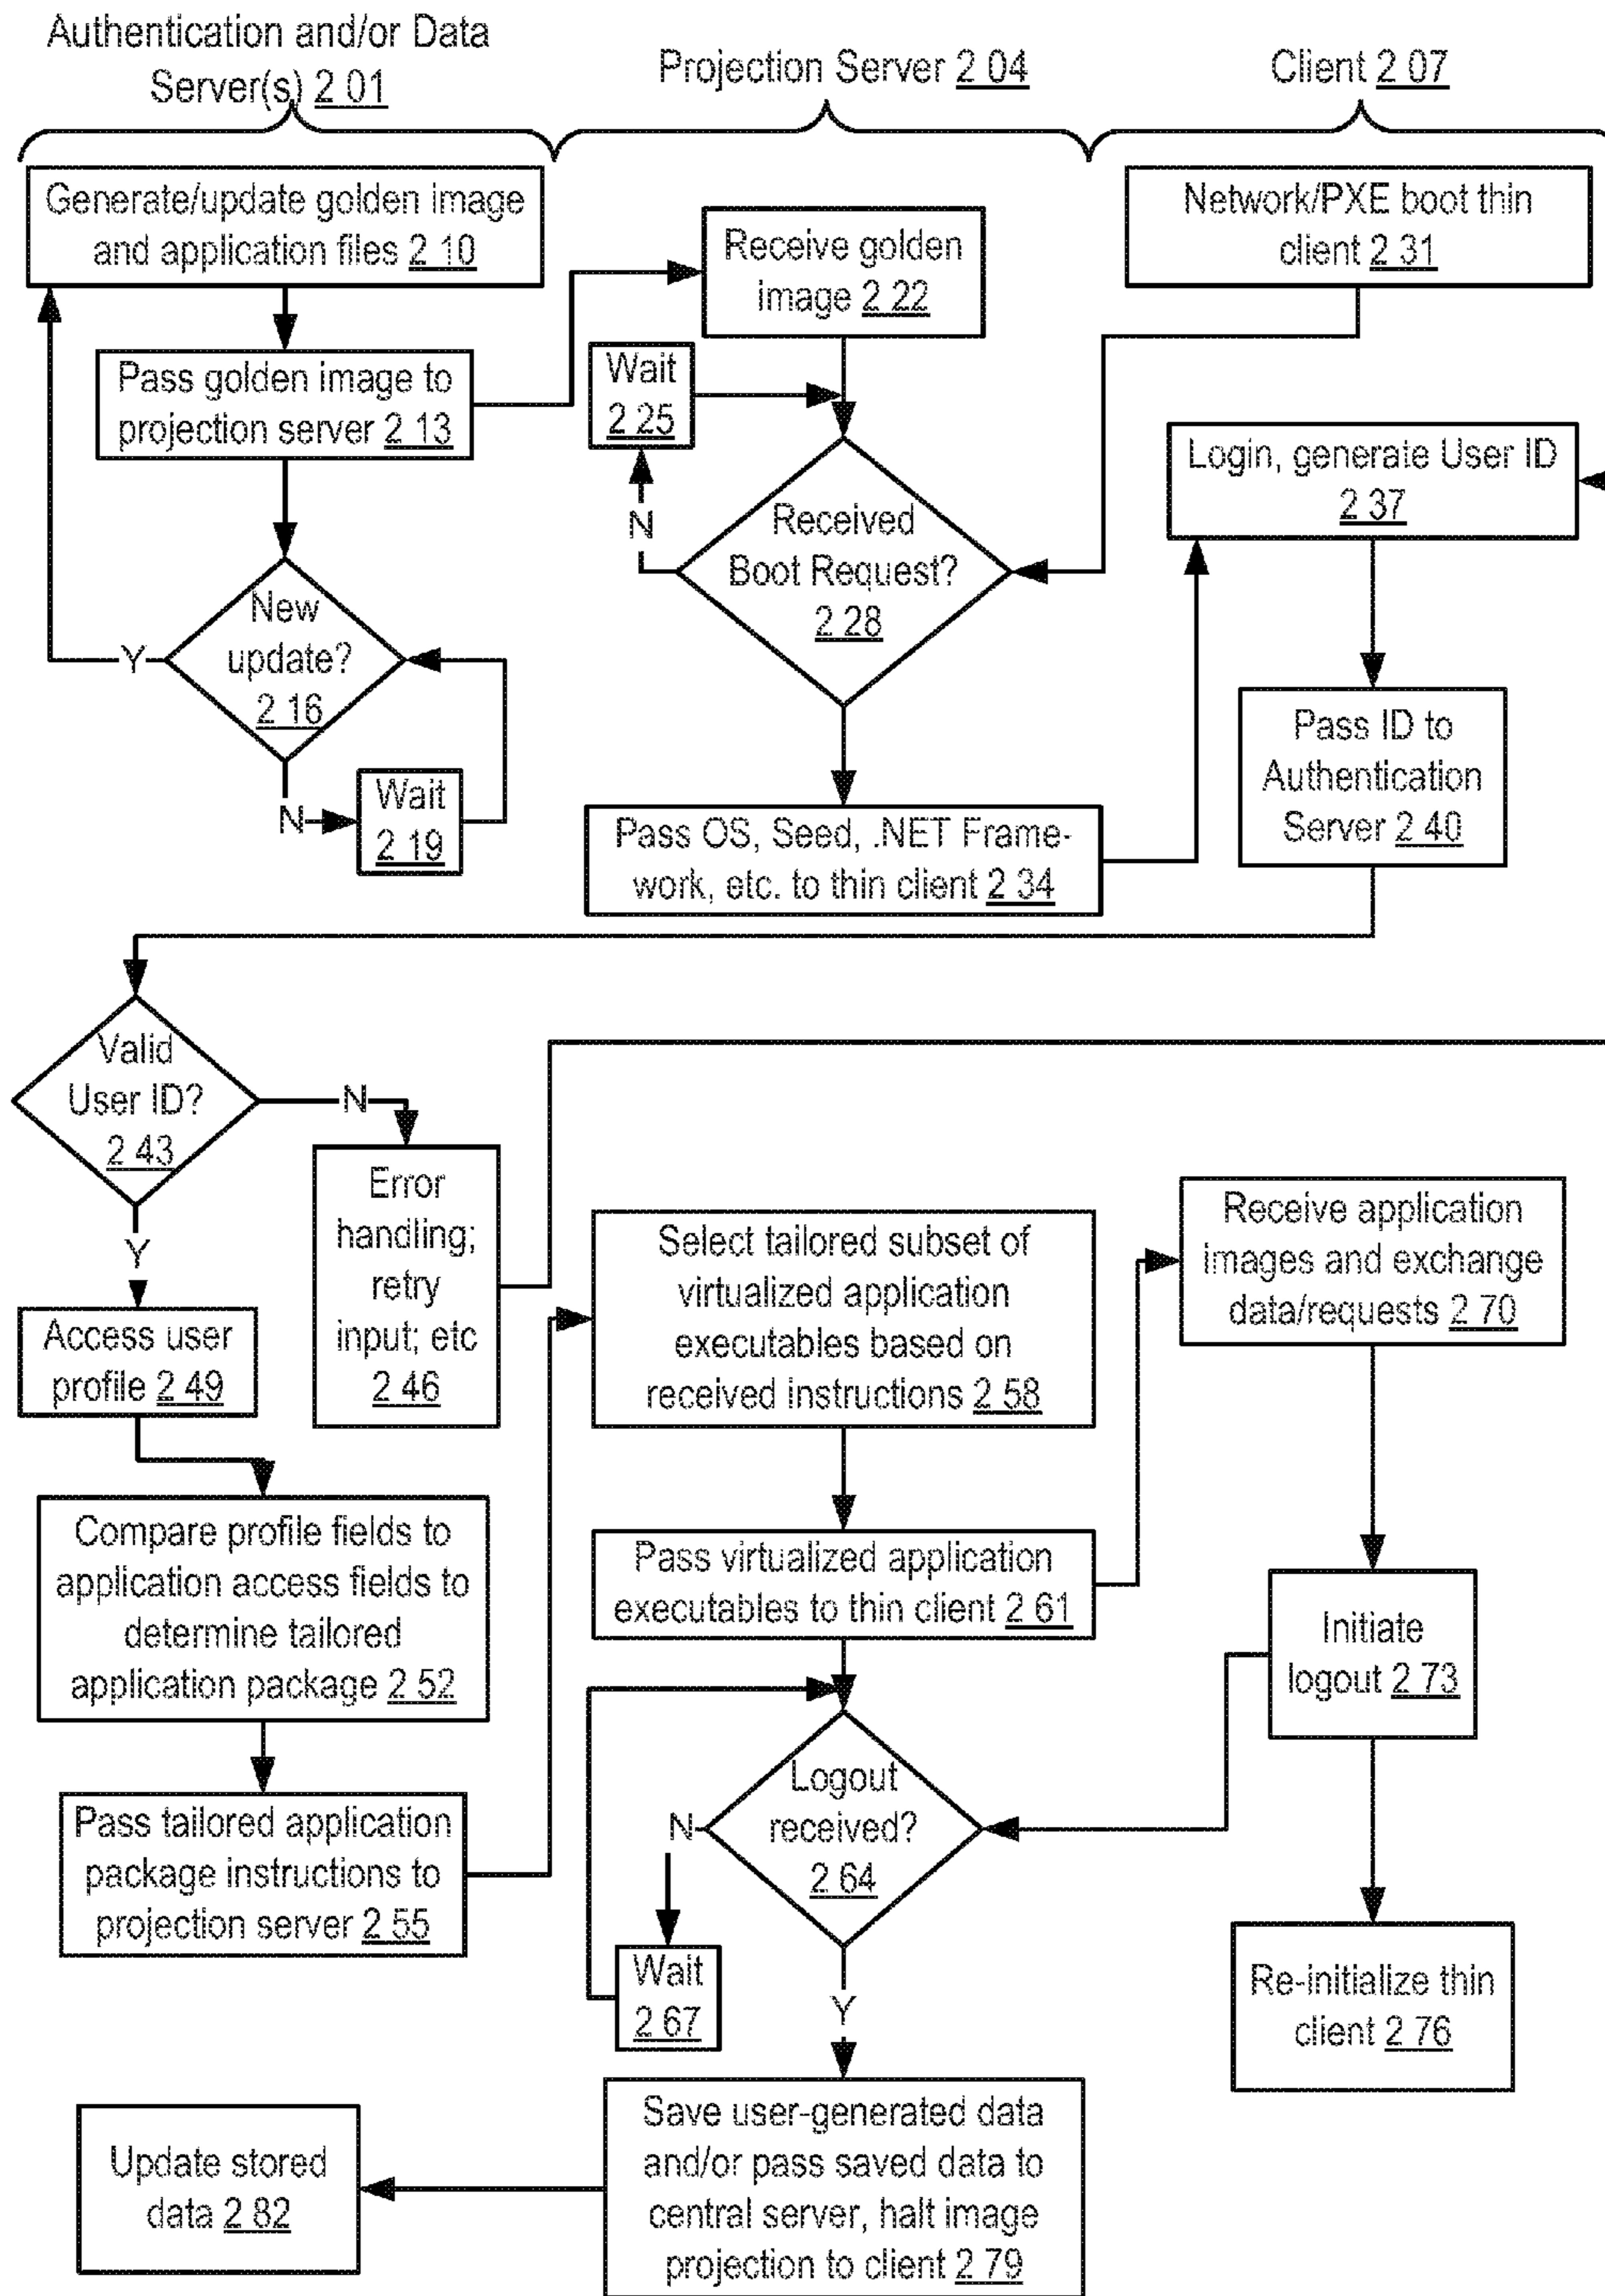 Authentication and/or Data
Server(s) 2 01
Projection Server 2 04
Client 2 07
Generate/update golden image
and application files 2 10
Receive golden
image 2 22
Network/PXE boot thin
client 2 31
Pass golden image to
projection server 2 13
Wait
2 25
Login, generate User ID
2 37
N
Received
Boot Request?
2 28
New
update?
2 16
Y
N
Wait
2 19
Pass ID to
Authentication
Server 2 40
Pass OS, Seed, .NET Frame-
work, etc. to thin client 2 34
Valid
User ID?
2 43
N
Y
Error
handling;
retry
input; etc
2 46
Access user
profile 2 49
Select tailored subset of
virtualized application
executables based on
received instructions 2 58
Receive application
images and exchange
data/requests 2 70
Compare profile fields to
application access fields to
determine tailored
application package 2 52
Pass virtualized application
executables to thin client 2 61
Initiate
logout 2 73
Pass tailored application
package instructions to
projection server 2 55
Logout
received?
2 64
N
Wait
2 67
Y
Re-initialize thin
client 2 76
Save user-generated data
and/or pass saved data to
central server, halt image
projection to client 2 79
Update stored
data 2 82